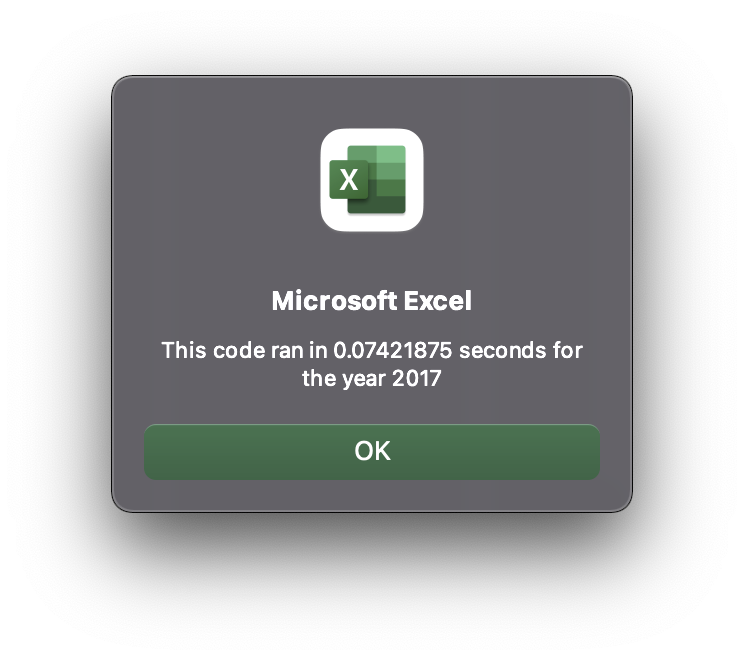 X
Microsoft Excel
This code ran in 0.07421875 seconds for
the year 2017
OK